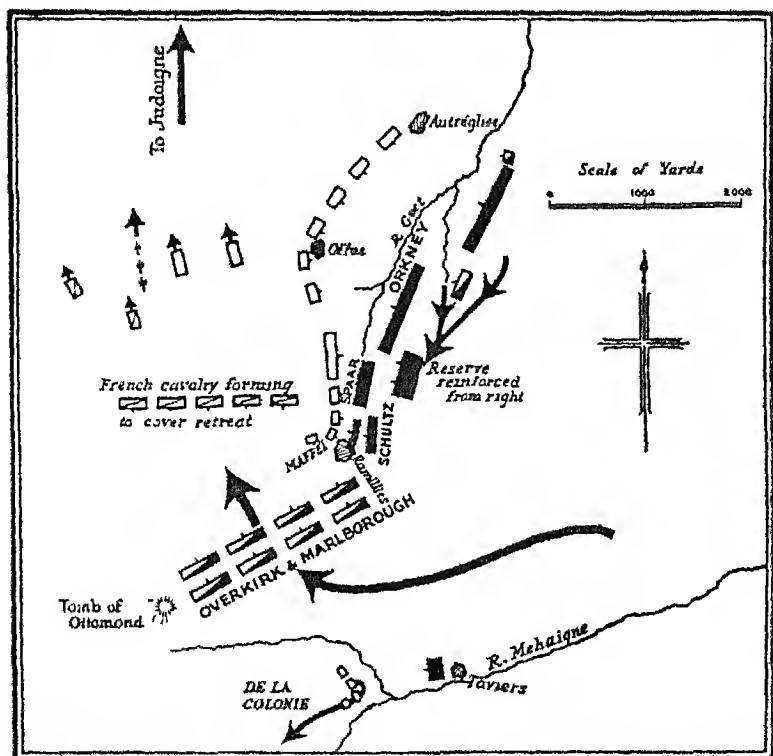 To Judoigne
Autréglise
Scale of Yards
0 1000 2000
R. Geet
Offus
ORKNEY
French cavalry forming
to cover retreat
SPAAR
Reserve
reinforced
from right
SCHULTZ
MAFFEI
Ramillies
OVERKIRK & MARLBOROUGH
Tomb of
Ottomond
R. Mehaigne
Taviers
DE LA
COLONIE